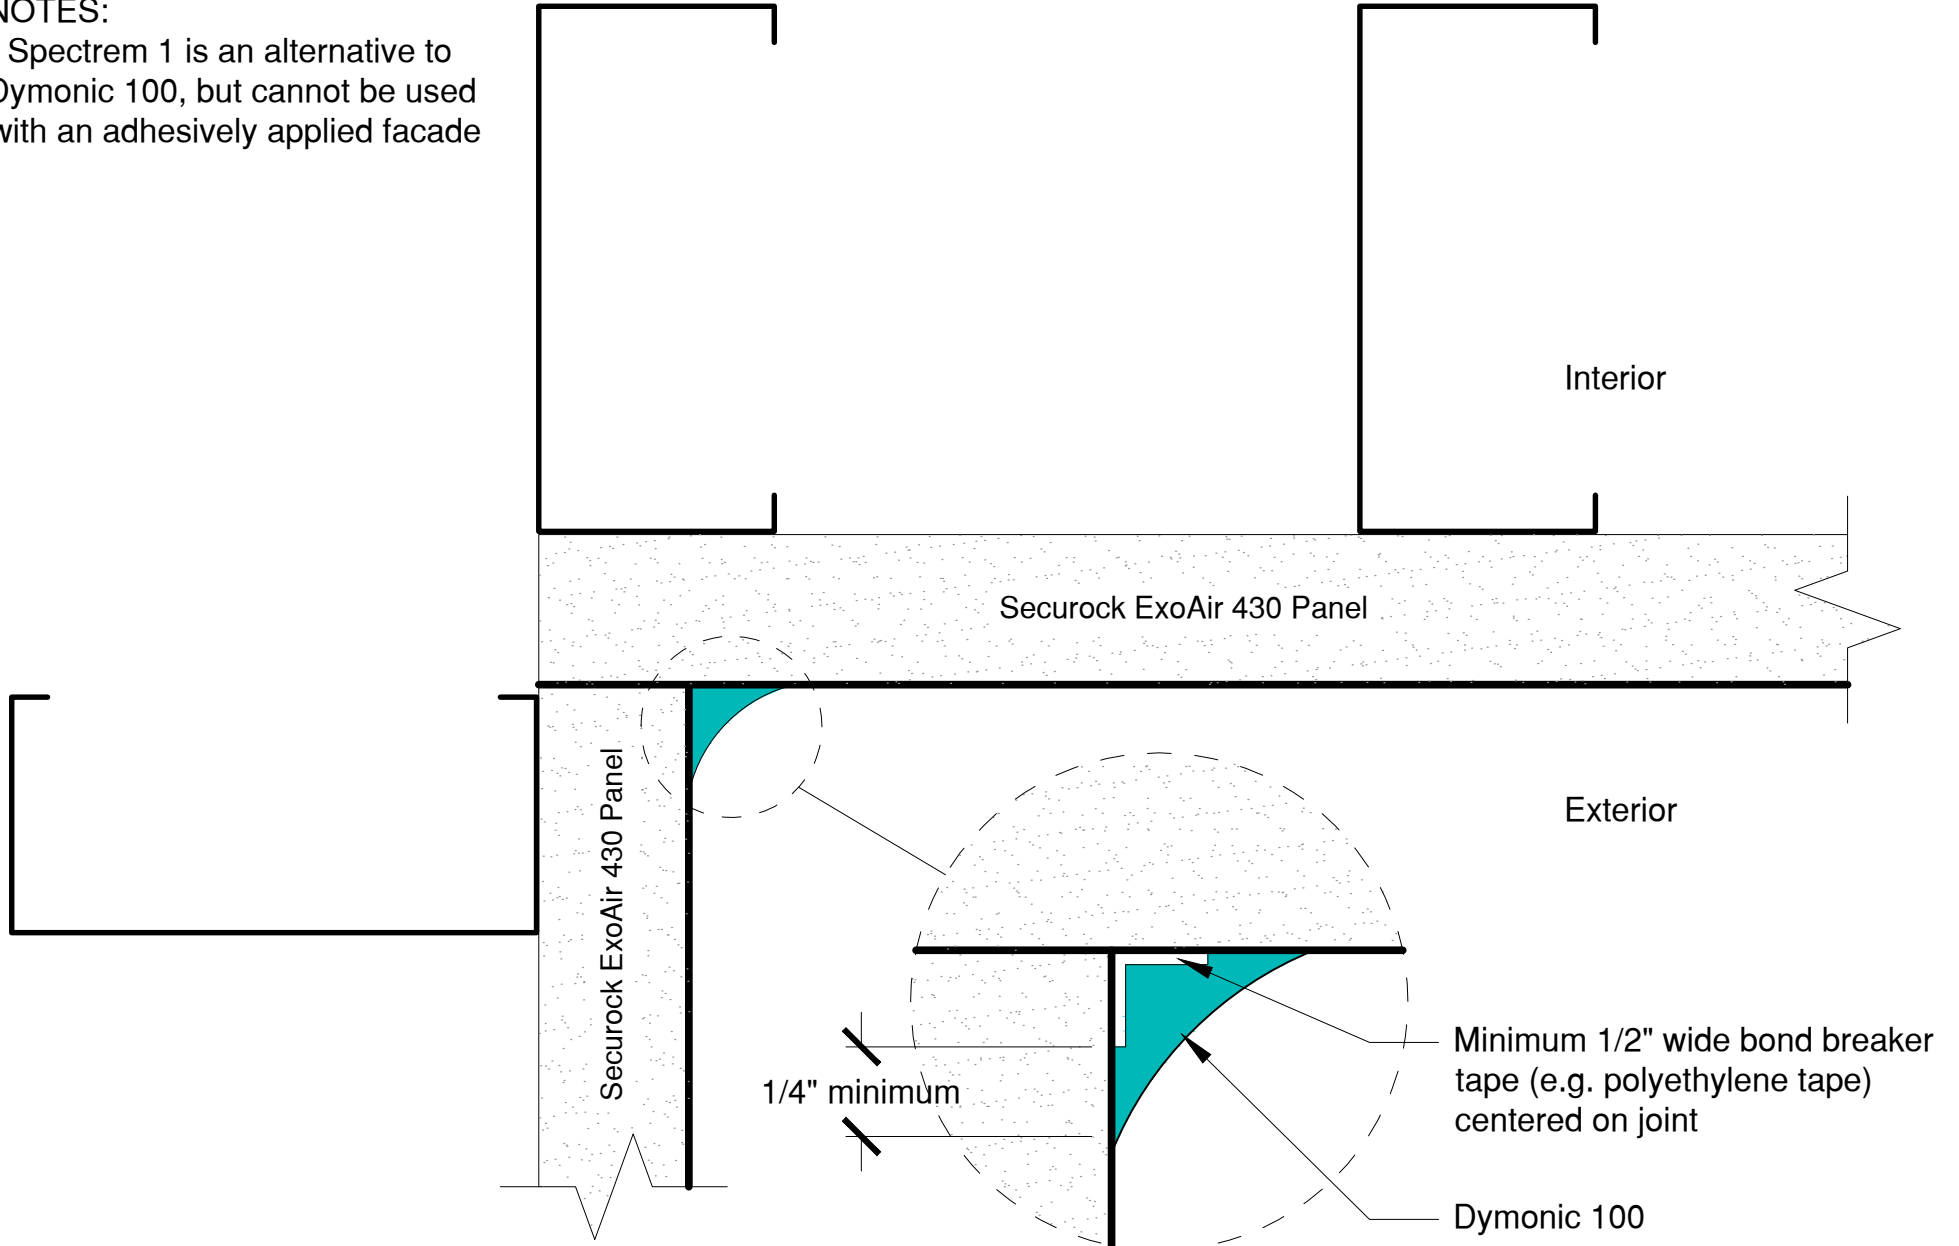 NOTES:
Spectrem 1 is an alternative to
Dymonic 100, but cannot be used
with an adhesively applied facade
Interior
Securock ExoAir 430 Panel
Securock ExoAir 430 Panel
Exterior
1/4" minimum
Minimum 1/2" wide bond breaker
tape (e.g. polyethylene tape)
centered on joint
Dymonic 100